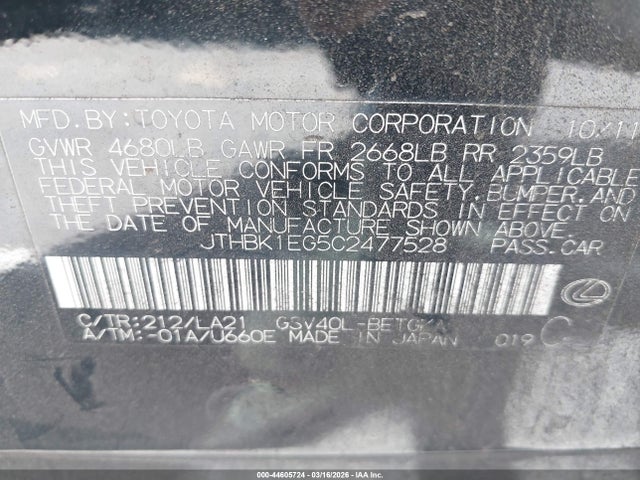 MFD.BY:TOYOTA MOTOR CORPORATION 10/11
GVWR 4680LB GAWR FR 2668LB RR 2359LB
THIS VEHICLE CONFORMS TO ALL APPLICABLE
FEDERAL MOTOR VEHICLE SAFETY,BUMPER,AND
THEFT PREVENTION STANDARDS IN EFFECT ON
THE DATE OF MANUFACTURE SHOWN ABOVE.
JTHBK1EG5C2477528 PASS.CAR
C/TR:212/LA21 GSV40L-BETGKA
A/TM:-01A/U660E MADE IN JAPAN 019 C
000-44605724 | 03/16/2026 - COPYRIGHT IAA, LLC.